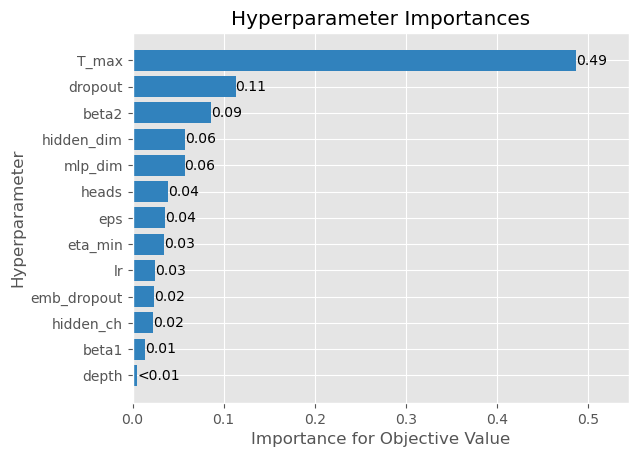 Hyperparameter Importances
Hyperparameter
T_max 0.49
dropout 0.11
beta2 0.09
hidden_dim 0.06
mlp_dim 0.06
heads 0.04
eps 0.04
eta_min 0.03
lr 0.03
emb_dropout 0.02
hidden_ch 0.02
beta1 0.01
depth <0.01
0.0 0.1 0.2 0.3 0.4 0.5
Importance for Objective Value